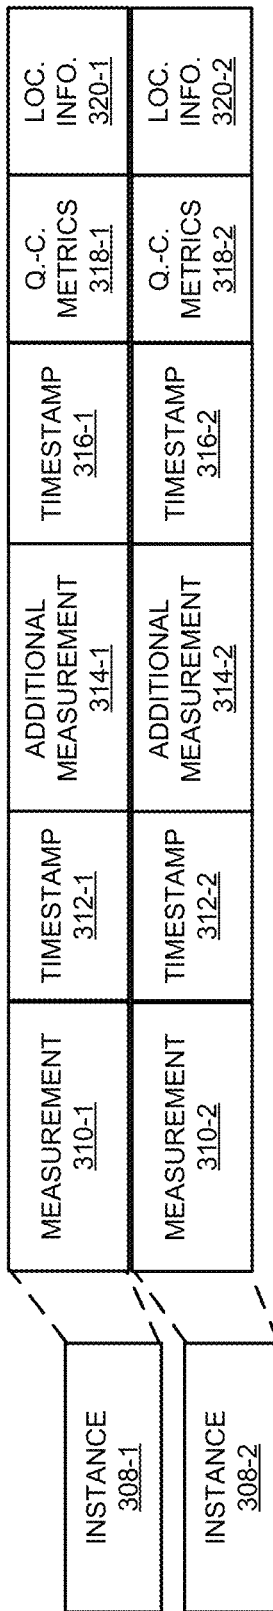 INSTANCE
308-1
MEASUREMENT
310-1
TIMESTAMP
312-1
ADDITIONAL
MEASUREMENT
314-1
TIMESTAMP
316-1
Q.-C.
METRICS
318-1
LOC.
INFO.
320-1
INSTANCE
308-2
MEASUREMENT
310-2
TIMESTAMP
312-2
ADDITIONAL
MEASUREMENT
314-2
TIMESTAMP
316-2
Q.-C.
METRICS
318-2
LOC.
INFO.
320-2